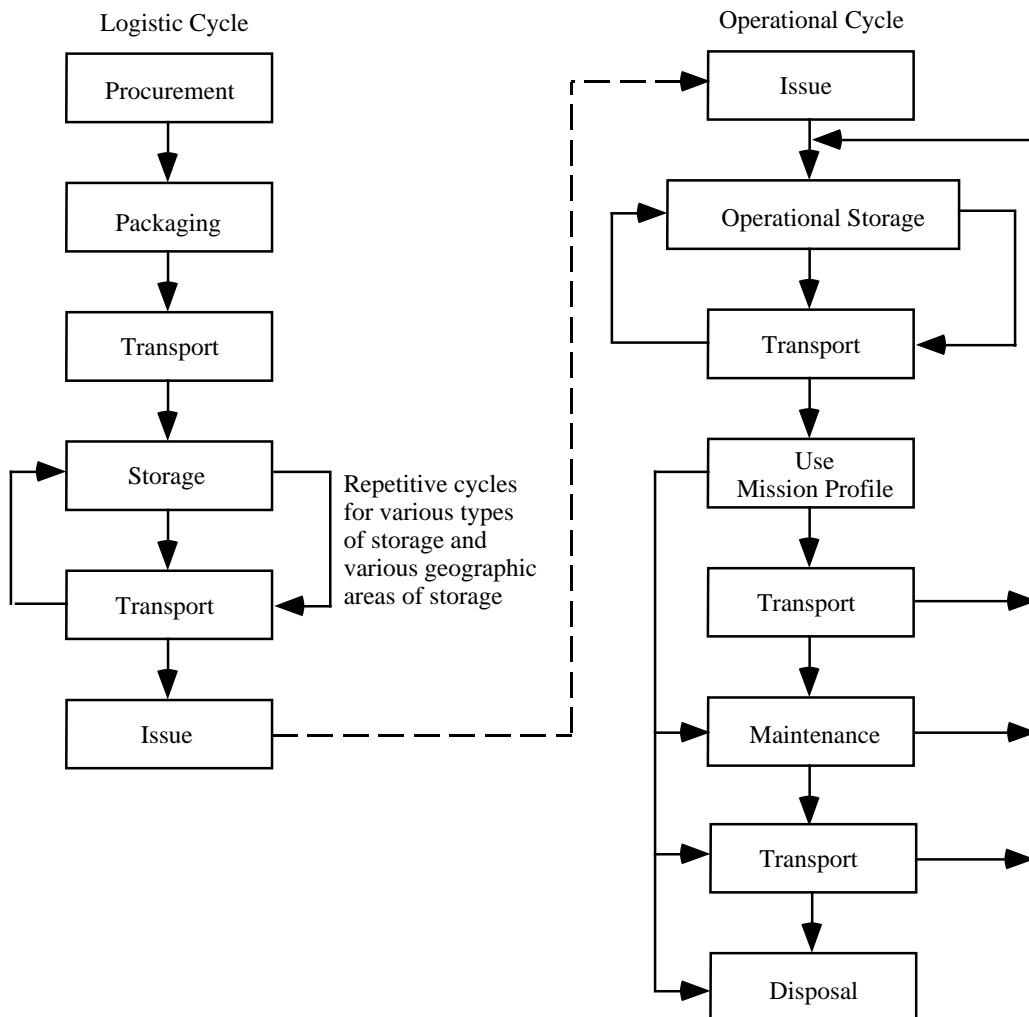 Logistic Cycle
Procurement
Packaging
Transport
Storage
Repetitive cycles
for various types
of storage and
various geographic
areas of storage
Transport
Issue
Operational Cycle
Issue
Operational Storage
Transport
Use
Mission Profile
Transport
Maintenance
Transport
Disposal